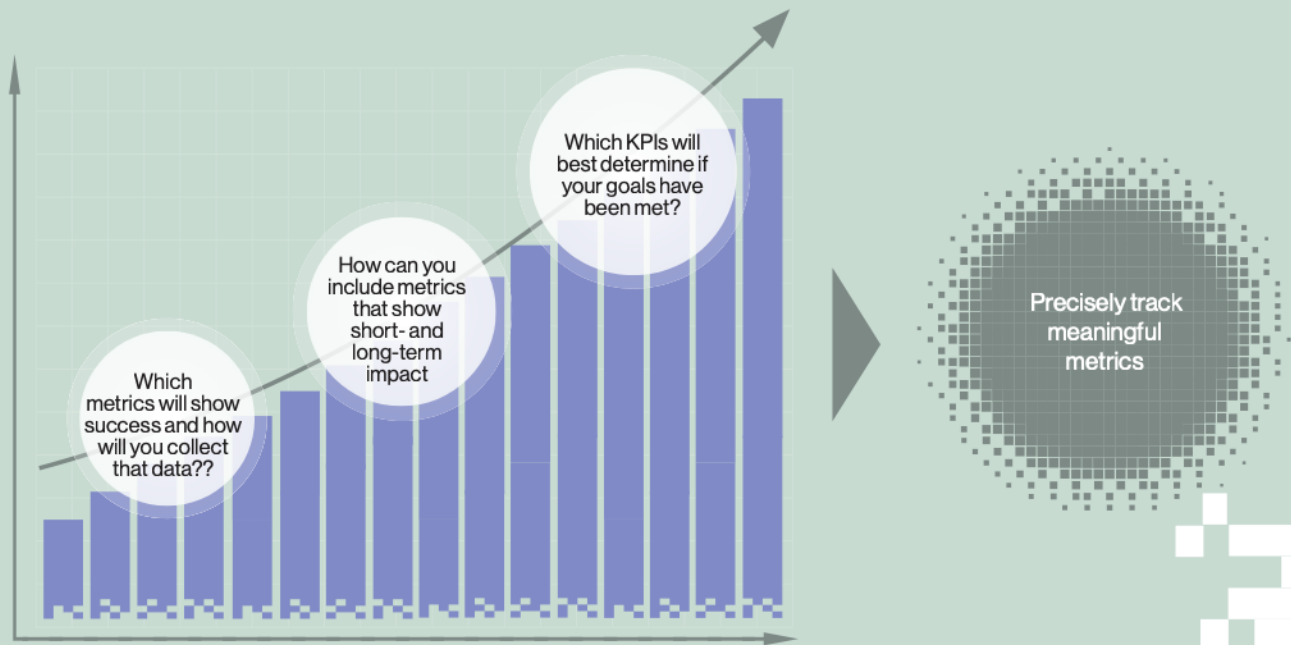 Which
metrics will show
success and how
will you collect
that data??
How can you
include metrics
that show
short- and
long-term
impact
Which KPIs will
best determine if
your goals have
been met?
Precisely track
meaningful
metrics